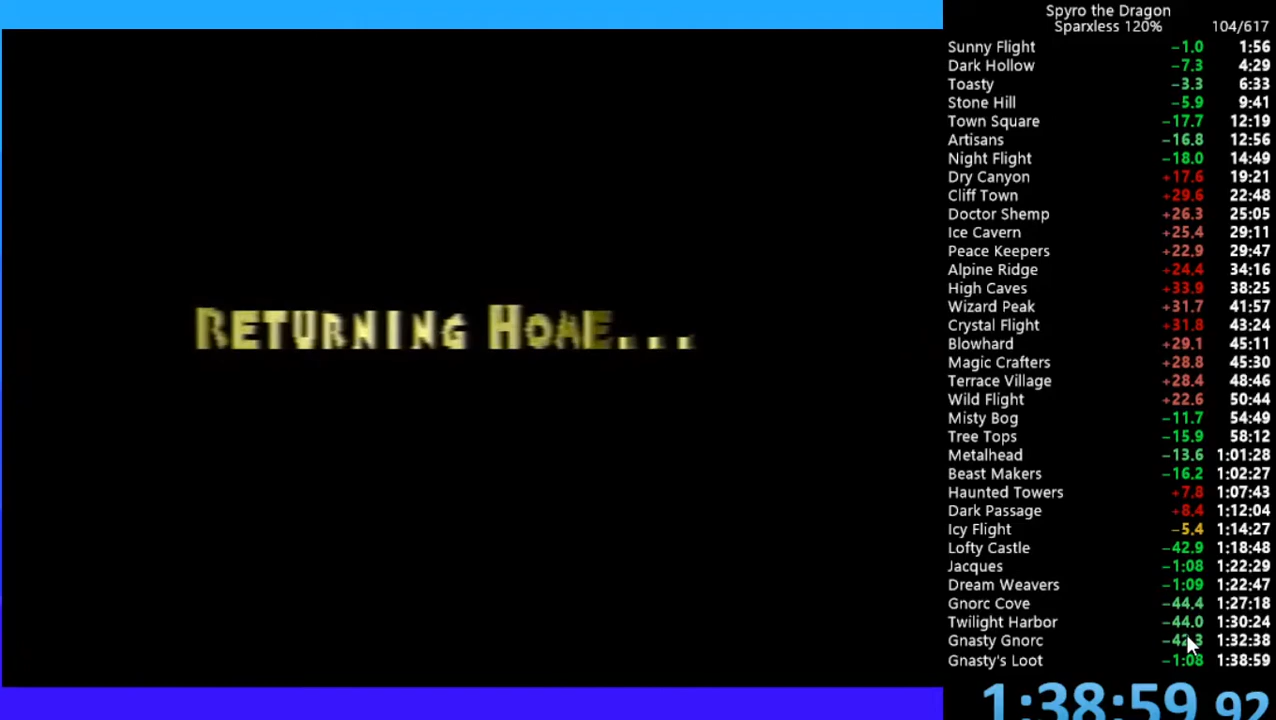 Spyro the Dragon
Sparxless 120% 104/617
Sunny Flight −1.0 1:56
Dark Hollow −7.3 4:29
Toasty −3.3 6:33
Stone Hill −5.9 9:41
Town Square −17.7 12:19
Artisans −16.8 12:56
Night Flight −18.0 14:49
Dry Canyon +17.6 19:21
Cliff Town +29.6 22:48
Doctor Shemp +26.3 25:05
Ice Cavern +25.4 29:11
Peace Keepers +22.9 29:47
Alpine Ridge +24.4 34:16
High Caves +33.9 38:25
Wizard Peak +31.7 41:57
Crystal Flight +31.8 43:24
Blowhard +29.1 45:11
Magic Crafters +28.8 45:30
Terrace Village +28.4 48:46
Wild Flight +22.6 50:44
Misty Bog −11.7 54:49
Tree Tops −15.9 58:12
Metalhead −13.6 1:01:28
Beast Makers −16.2 1:02:27
Haunted Towers +7.8 1:07:43
Dark Passage +8.4 1:12:04
Icy Flight −5.4 1:14:27
Lofty Castle −42.9 1:18:48
Jacques −1:08 1:22:29
Dream Weavers −1:09 1:22:47
Gnorc Cove −44.4 1:27:18
Twilight Harbor −44.0 1:30:24
Gnasty Gnorc −42.3 1:32:38
Gnasty's Loot −1:08 1:38:59
1:38:59.92
Returning Home...